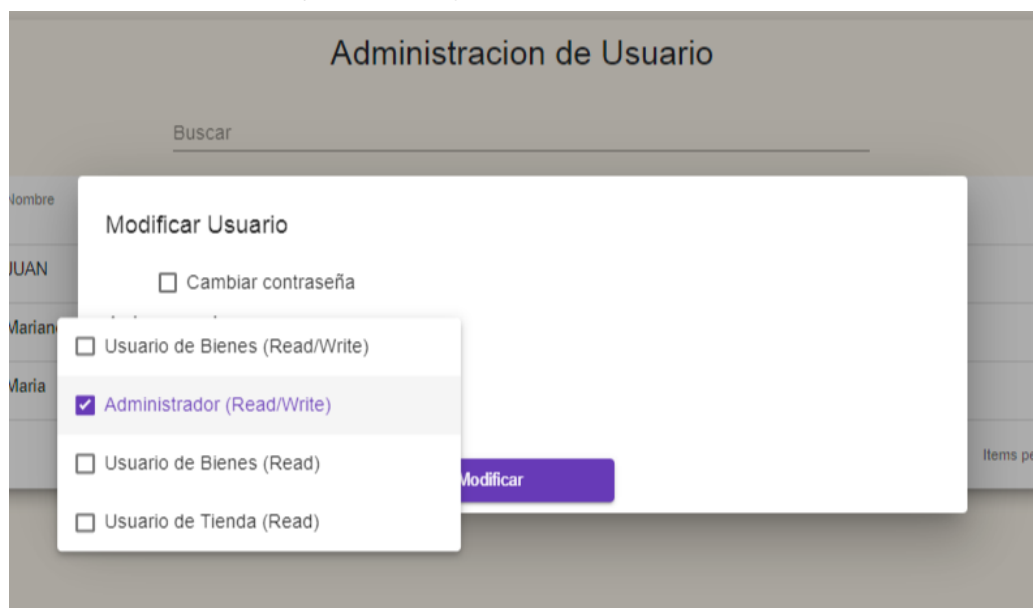 Administracion de Usuario
Buscar
Nombre
Modificar Usuario
JUAN
Cambiar contraseña
Usuario de Bienes (Read/Write)
Maria
Administrador (Read/Write)
Usuario de Bienes (Read)
Items
Modificar
Usuario de Tienda (Read)